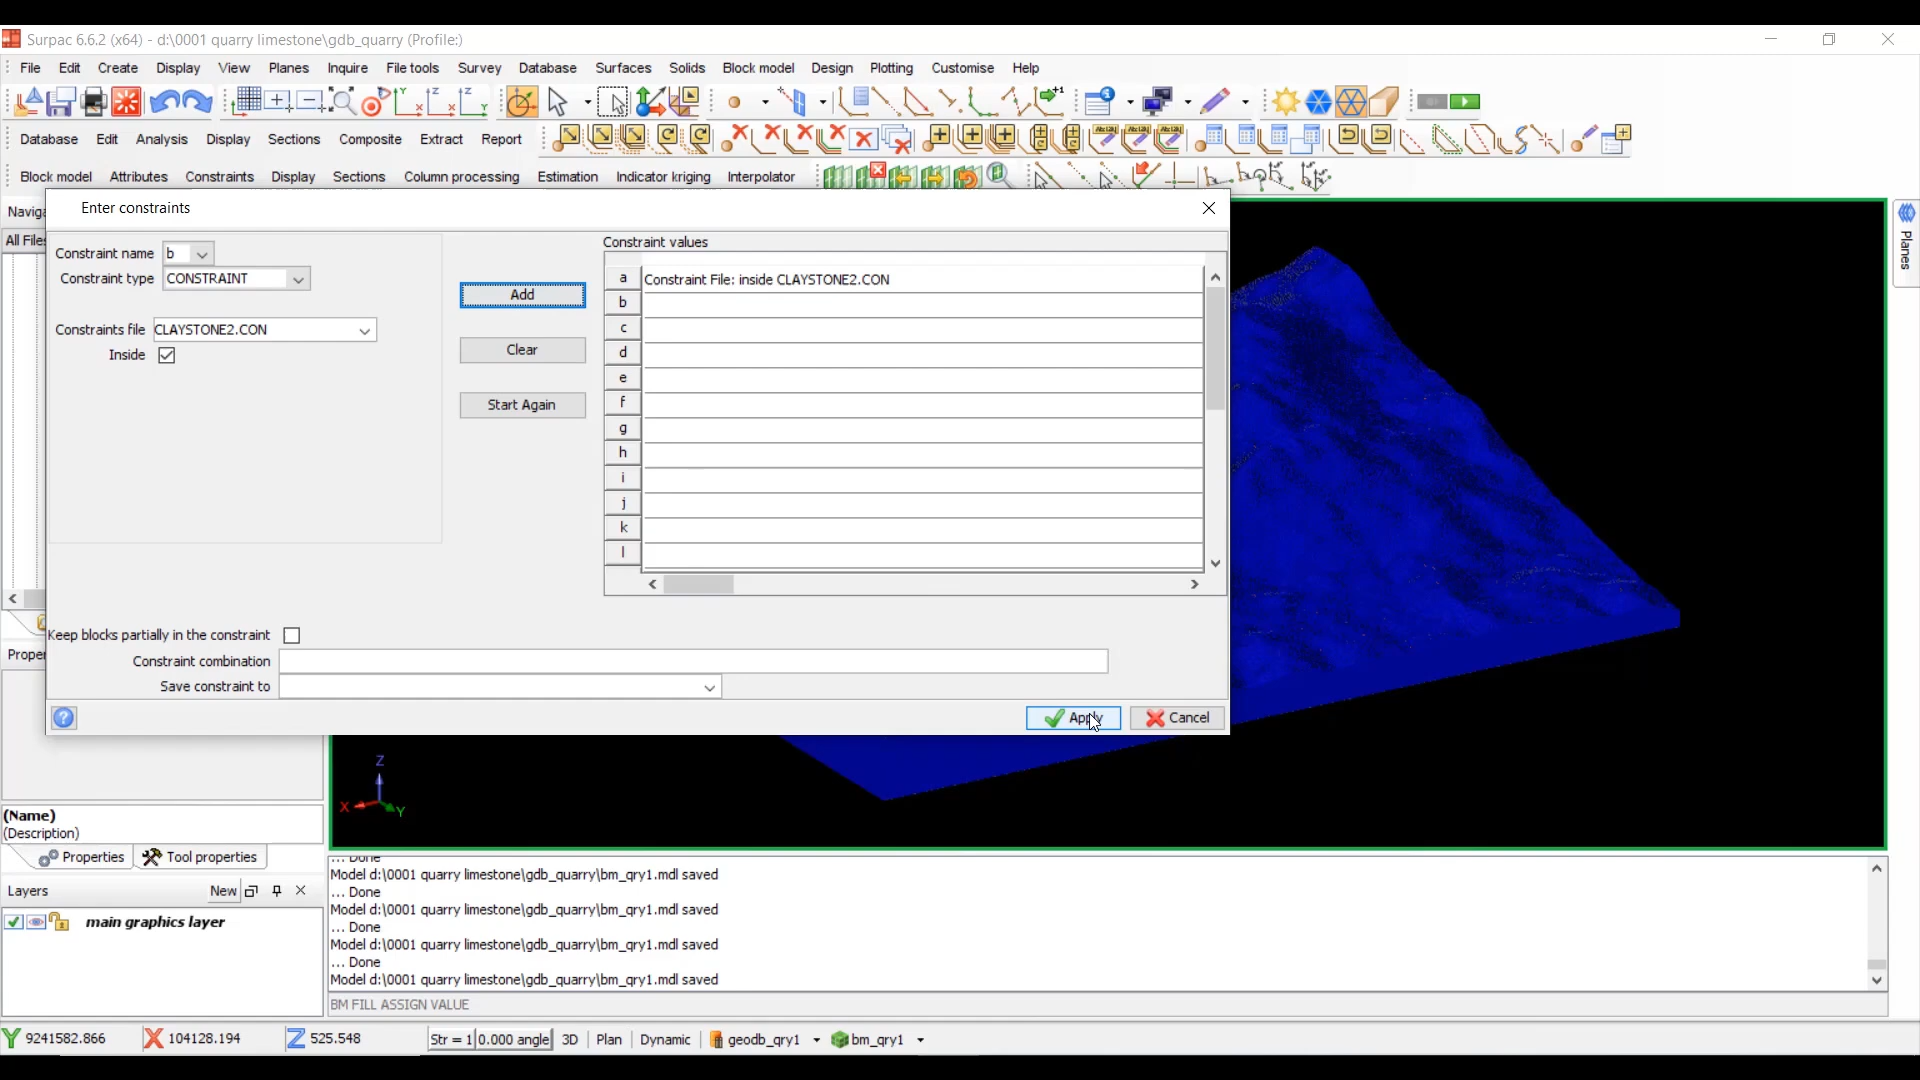 Surpac 6.6.2 (x64) - d:\0001 quarry limestone\gdb_quarry (Profile:)
File Edit Create Display View Planes Inquire File tools Survey Database Surfaces Solids Block model Design Plotting Customise Help
Database Edit Analysis Display Sections Composite Extract Report
Block model Attributes Constraints Display Sections Column processing Estimation Indicator kriging Interpolator
Enter constraints
All Files
Planes
Constraint name b
Constraint type CONSTRAINT
Constraints file CLAYSTONE2.CON
Inside
Add
Clear
Start Again
Constraint values
a Constraint File: inside CLAYSTONE2.CON
b
c
d
e
f
g
h
i
j
k
l
Keep blocks partially in the constraint
Constraint combination
Save constraint to
? Apply Cancel
Z
X Y
(Name)
(Description)
Properties Tool properties
Layers New
main graphics layer
... Done
Model d:\0001 quarry limestone\gdb_quarry\bm_qry1.mdl saved
... Done
Model d:\0001 quarry limestone\gdb_quarry\bm_qry1.mdl saved
... Done
Model d:\0001 quarry limestone\gdb_quarry\bm_qry1.mdl saved
... Done
Model d:\0001 quarry limestone\gdb_quarry\bm_qry1.mdl saved
BM FILL ASSIGN VALUE
Y 9241582.866 X 104128.194 Z 525.548 Str = 1 0.000 angle 3D Plan Dynamic geodb_qry1 bm_qry1